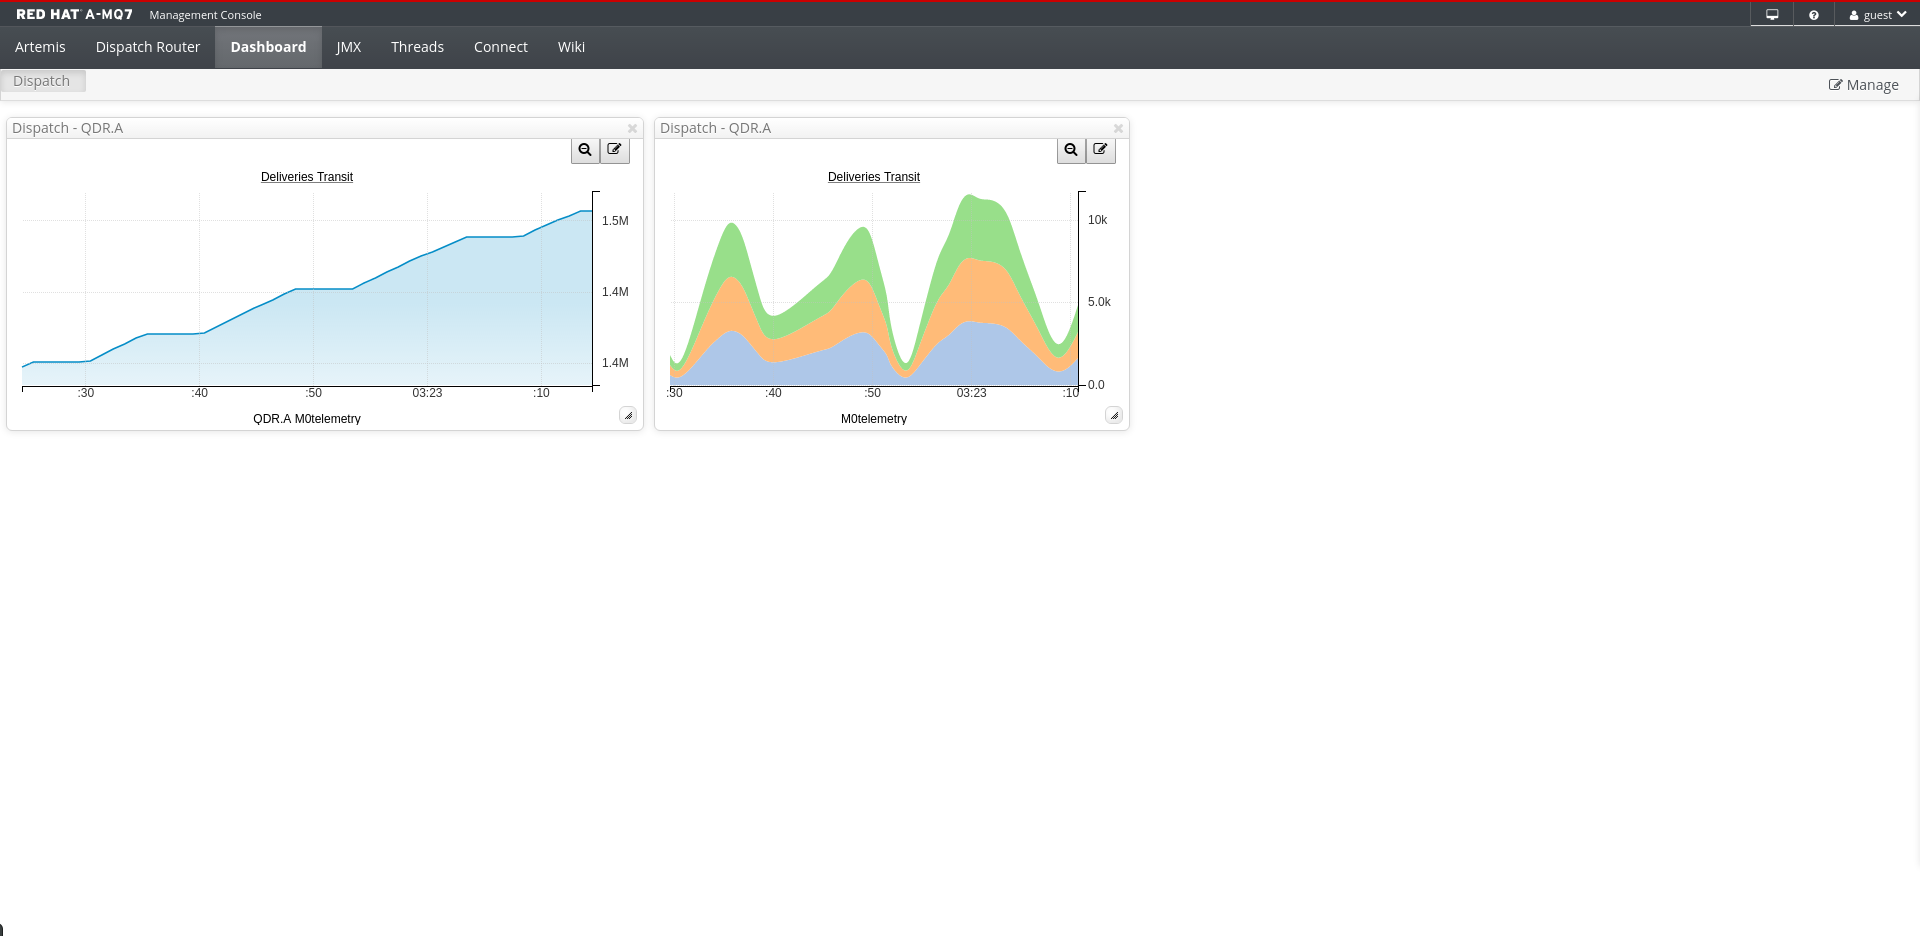 RED HAT A-MQ7 Management Console guest
Artemis Dispatch Router Dashboard JMX Threads Connect Wiki
Dispatch
Manage
Dispatch - QDR.A
Deliveries Transit
1.5M
1.4M
1.4M
:30 :40 :50 03:23 :10
QDR.A M0telemetry
Dispatch - QDR.A
Deliveries Transit
10k
5.0k
0.0
:30 :40 :50 03:23 :10
M0telemetry